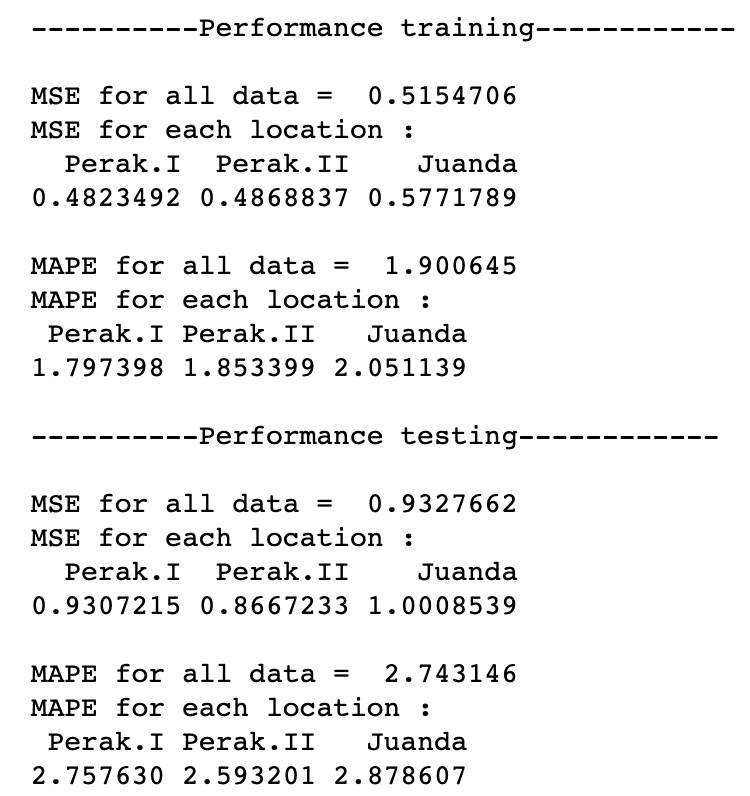 ----------Performance training------------
MSE for all data =  0.5154706
MSE for each location :
  Perak.I  Perak.II    Juanda
0.4823492 0.4868837 0.5771789
MAPE for all data =  1.900645
MAPE for each location :
 Perak.I Perak.II   Juanda
1.797398 1.853399 2.051139
----------Performance testing------------
MSE for all data =  0.9327662
MSE for each location :
  Perak.I  Perak.II    Juanda
0.9307215 0.8667233 1.0008539
MAPE for all data =  2.743146
MAPE for each location :
 Perak.I Perak.II   Juanda
2.757630 2.593201 2.878607